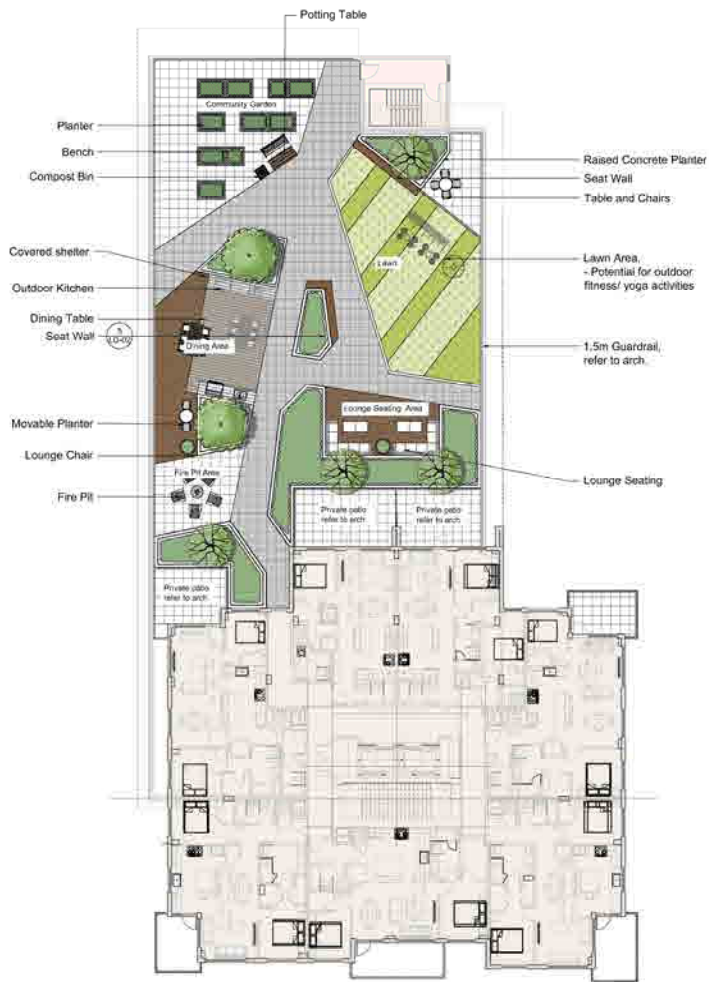 Potting Table
Community Garden
Planter
Bench
Compost Bin
Raised Concrete Planter
Seat Wall
Table and Chairs
Covered shelter
Outdoor Kitchen
Lawn
Lawn Area,
- Potential for outdoor
fitness/ yoga activities
Dining Table
Seat Wall
Dining Area
1.5m Guardrail,
refer to arch.
Lounge Seating Area
Movable Planter
Lounge Chair
Fire Pit Area
Fire Pit
Lounge Seating
Private patio
refer to arch
Private patio
refer to arch
Private patio
refer to arch